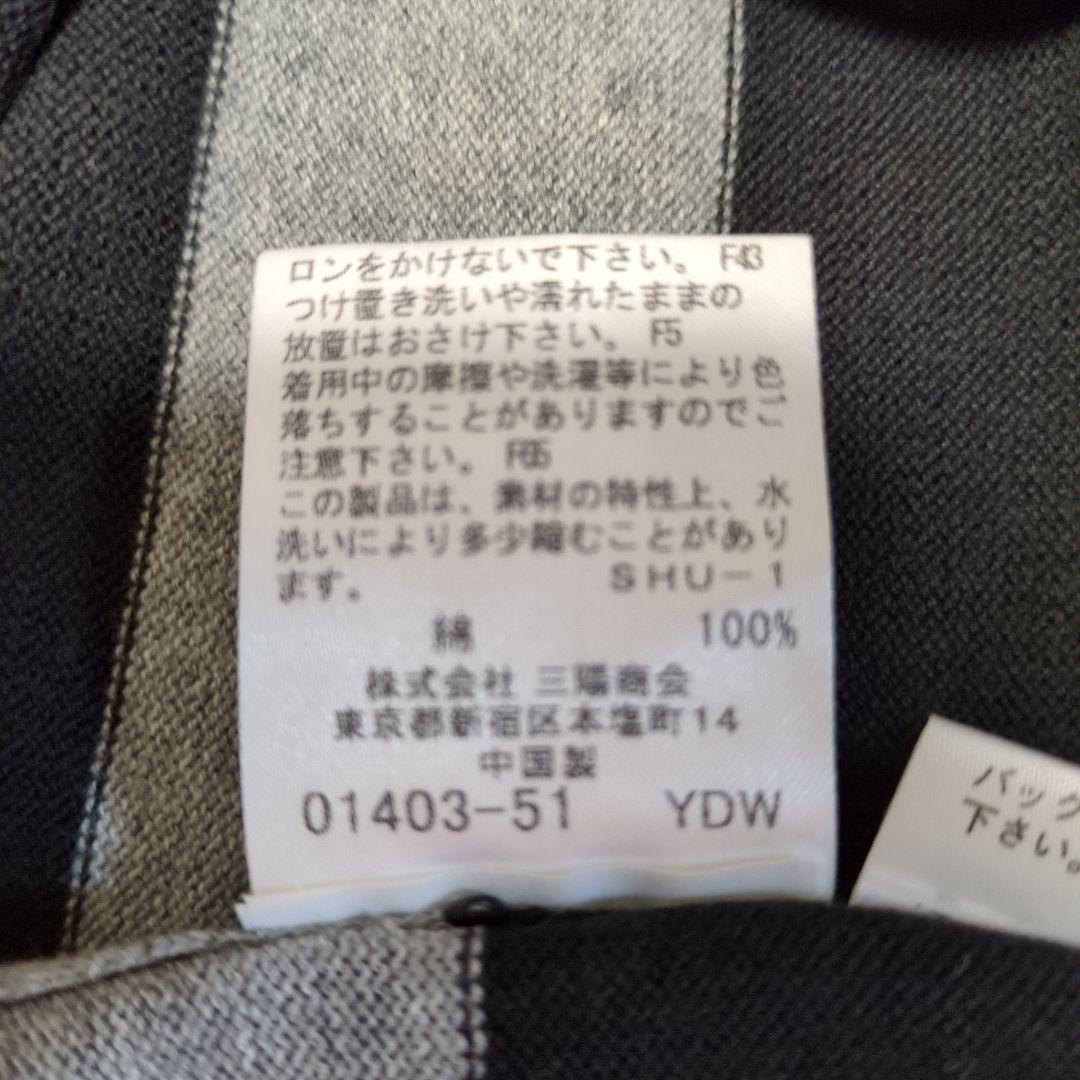 ロンをかけないで下さい。 F43
つけ置き洗いや濡れたままの
放置はおさけ下さい。 F5
着用中の摩擦や洗濯等により色
落ちすることがありますのでご
注意下さい。 F65
この製品は、素材の特性上、水
洗いにより多少縮むことがあり
ます。 SHU-1
綿 100%
株式会社 三陽商会
東京都新宿区本塩町14
中国製
01403-51 YDW
バック
下さい。